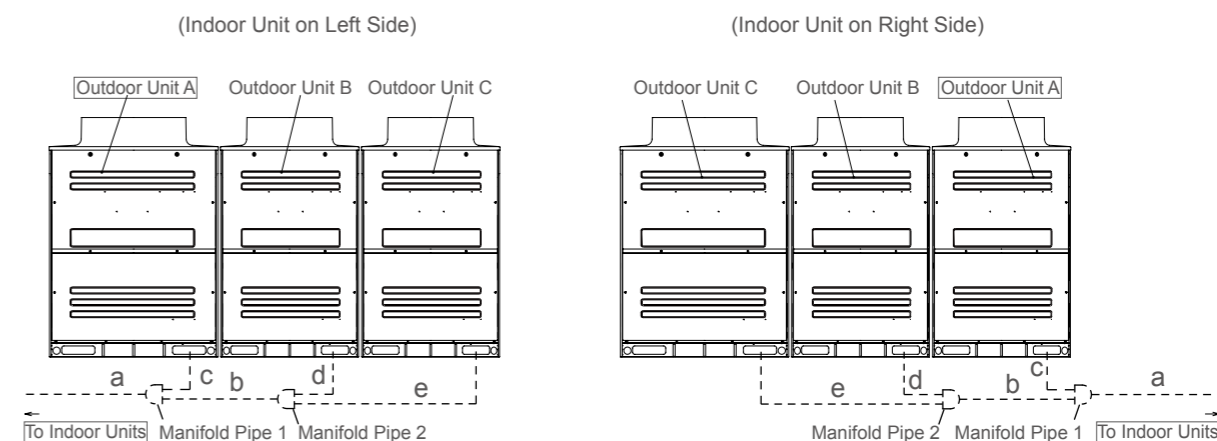 (Indoor Unit on Left Side) (Indoor Unit on Right Side)
Outdoor Unit A Outdoor Unit B Outdoor Unit C Outdoor Unit C Outdoor Unit B Outdoor Unit A
a c b d e e d b c a
To Indoor Units Manifold Pipe 1 Manifold Pipe 2 Manifold Pipe 2 Manifold Pipe 1 To Indoor Units